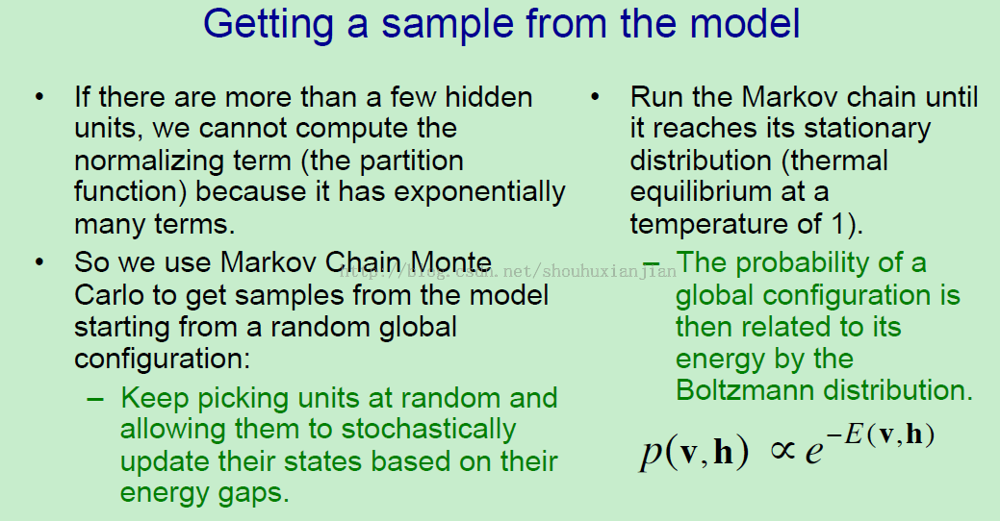 Getting a sample from the model
• If there are more than a few hidden
units, we cannot compute the
normalizing term (the partition
function) because it has exponentially
many terms.
• So we use Markov Chain Monte
Carlo to get samples from the model
starting from a random global
configuration:
– Keep picking units at random and
allowing them to stochastically
update their states based on their
energy gaps.
• Run the Markov chain until
it reaches its stationary
distribution (thermal
equilibrium at a
temperature of 1).
– The probability of a
global configuration is
then related to its
energy by the
Boltzmann distribution.
p(v,h) ∝ e^{−E(v,h)}
http://blog.csdn.net/shouhuxianjian